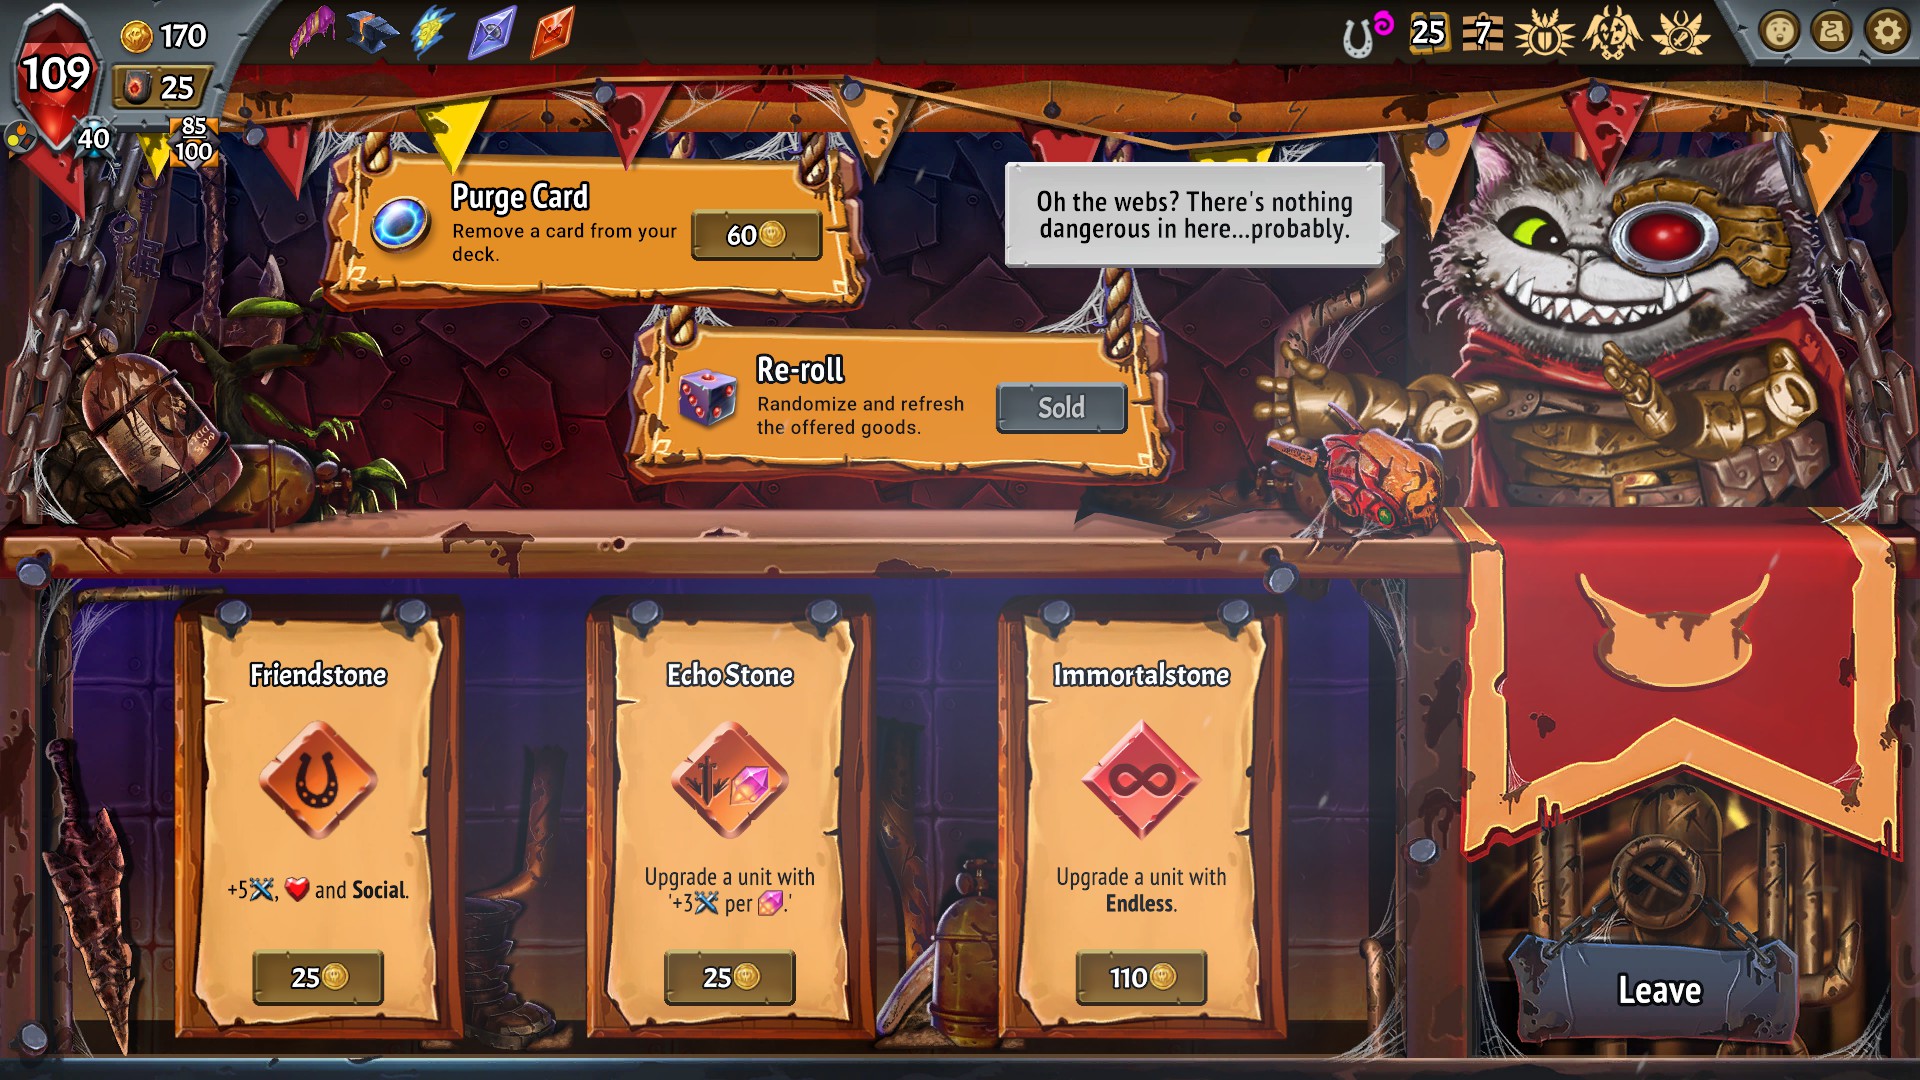 109
170
25
40
85
100
25
7
Purge Card
Remove a card from your
deck.
60
Oh the webs? There's nothing
dangerous in here...probably.
Re-roll
Randomize and refresh
the offered goods.
Sold
Friendstone
+5, and Social.
25
Echo Stone
Upgrade a unit with
'+3 per .'
25
Immortalstone
Upgrade a unit with
Endless.
110
Leave